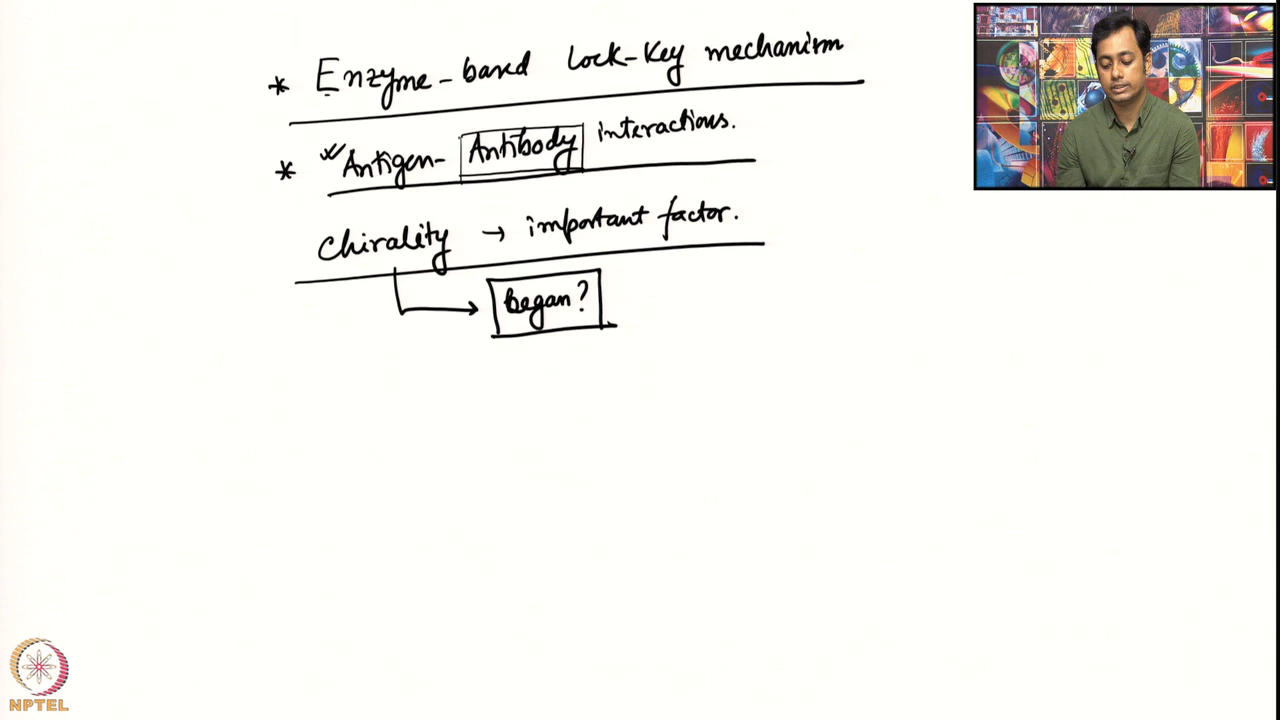 * Enzyme-based Lock-Key mechanism
* Antigen-Antibody interactions.
Chirality → important factor.
began?
NPTEL